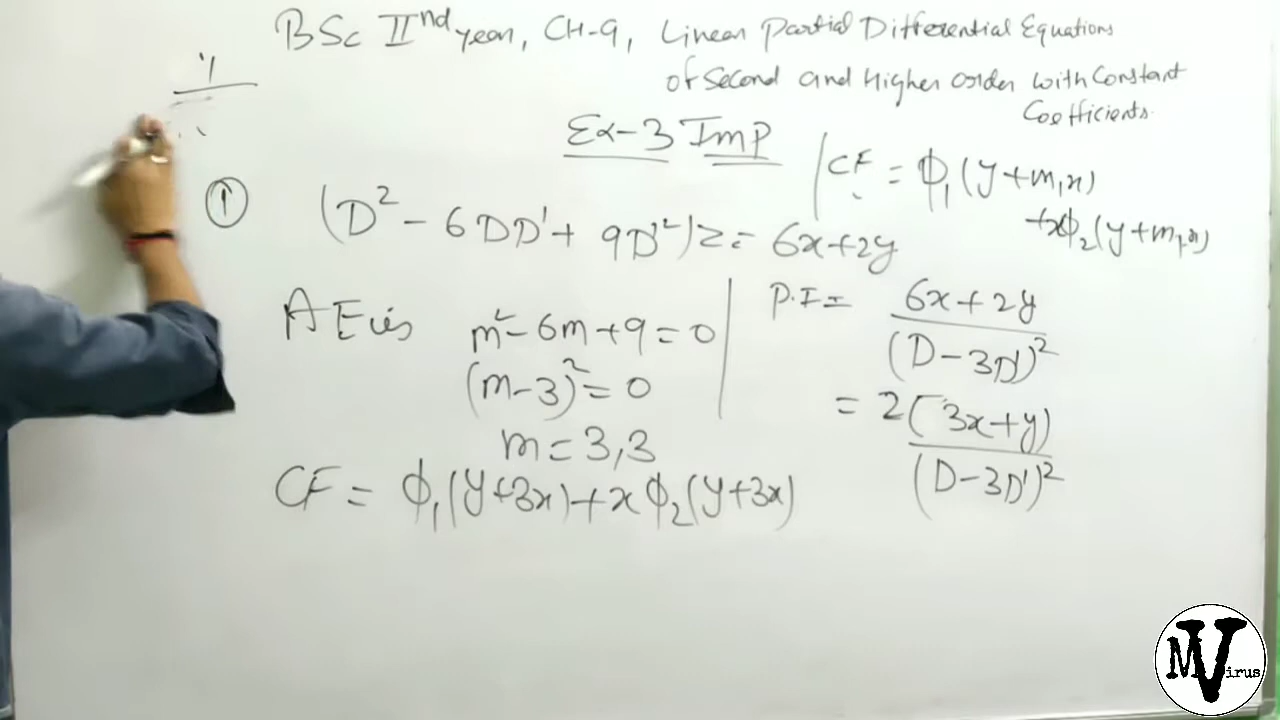 BSc IInd year, CH-9, Linear Partial Differential Equations
of Second and Higher order with Constant
Coefficients.
Ex-3 Imp
CF = ϕ₁(y+m₁x)
+xϕ₂(y+m₁x)
① (D² - 6DD' + 9D'²)z = 6x+2y
AE is m² - 6m + 9 = 0
(m-3)² = 0
m = 3,3
CF = ϕ₁(y+3x)+xϕ₂(y+3x)
P.I = 6x+2y / (D-3D')²
= 2(3x+y) / (D-3D')²
MVirus